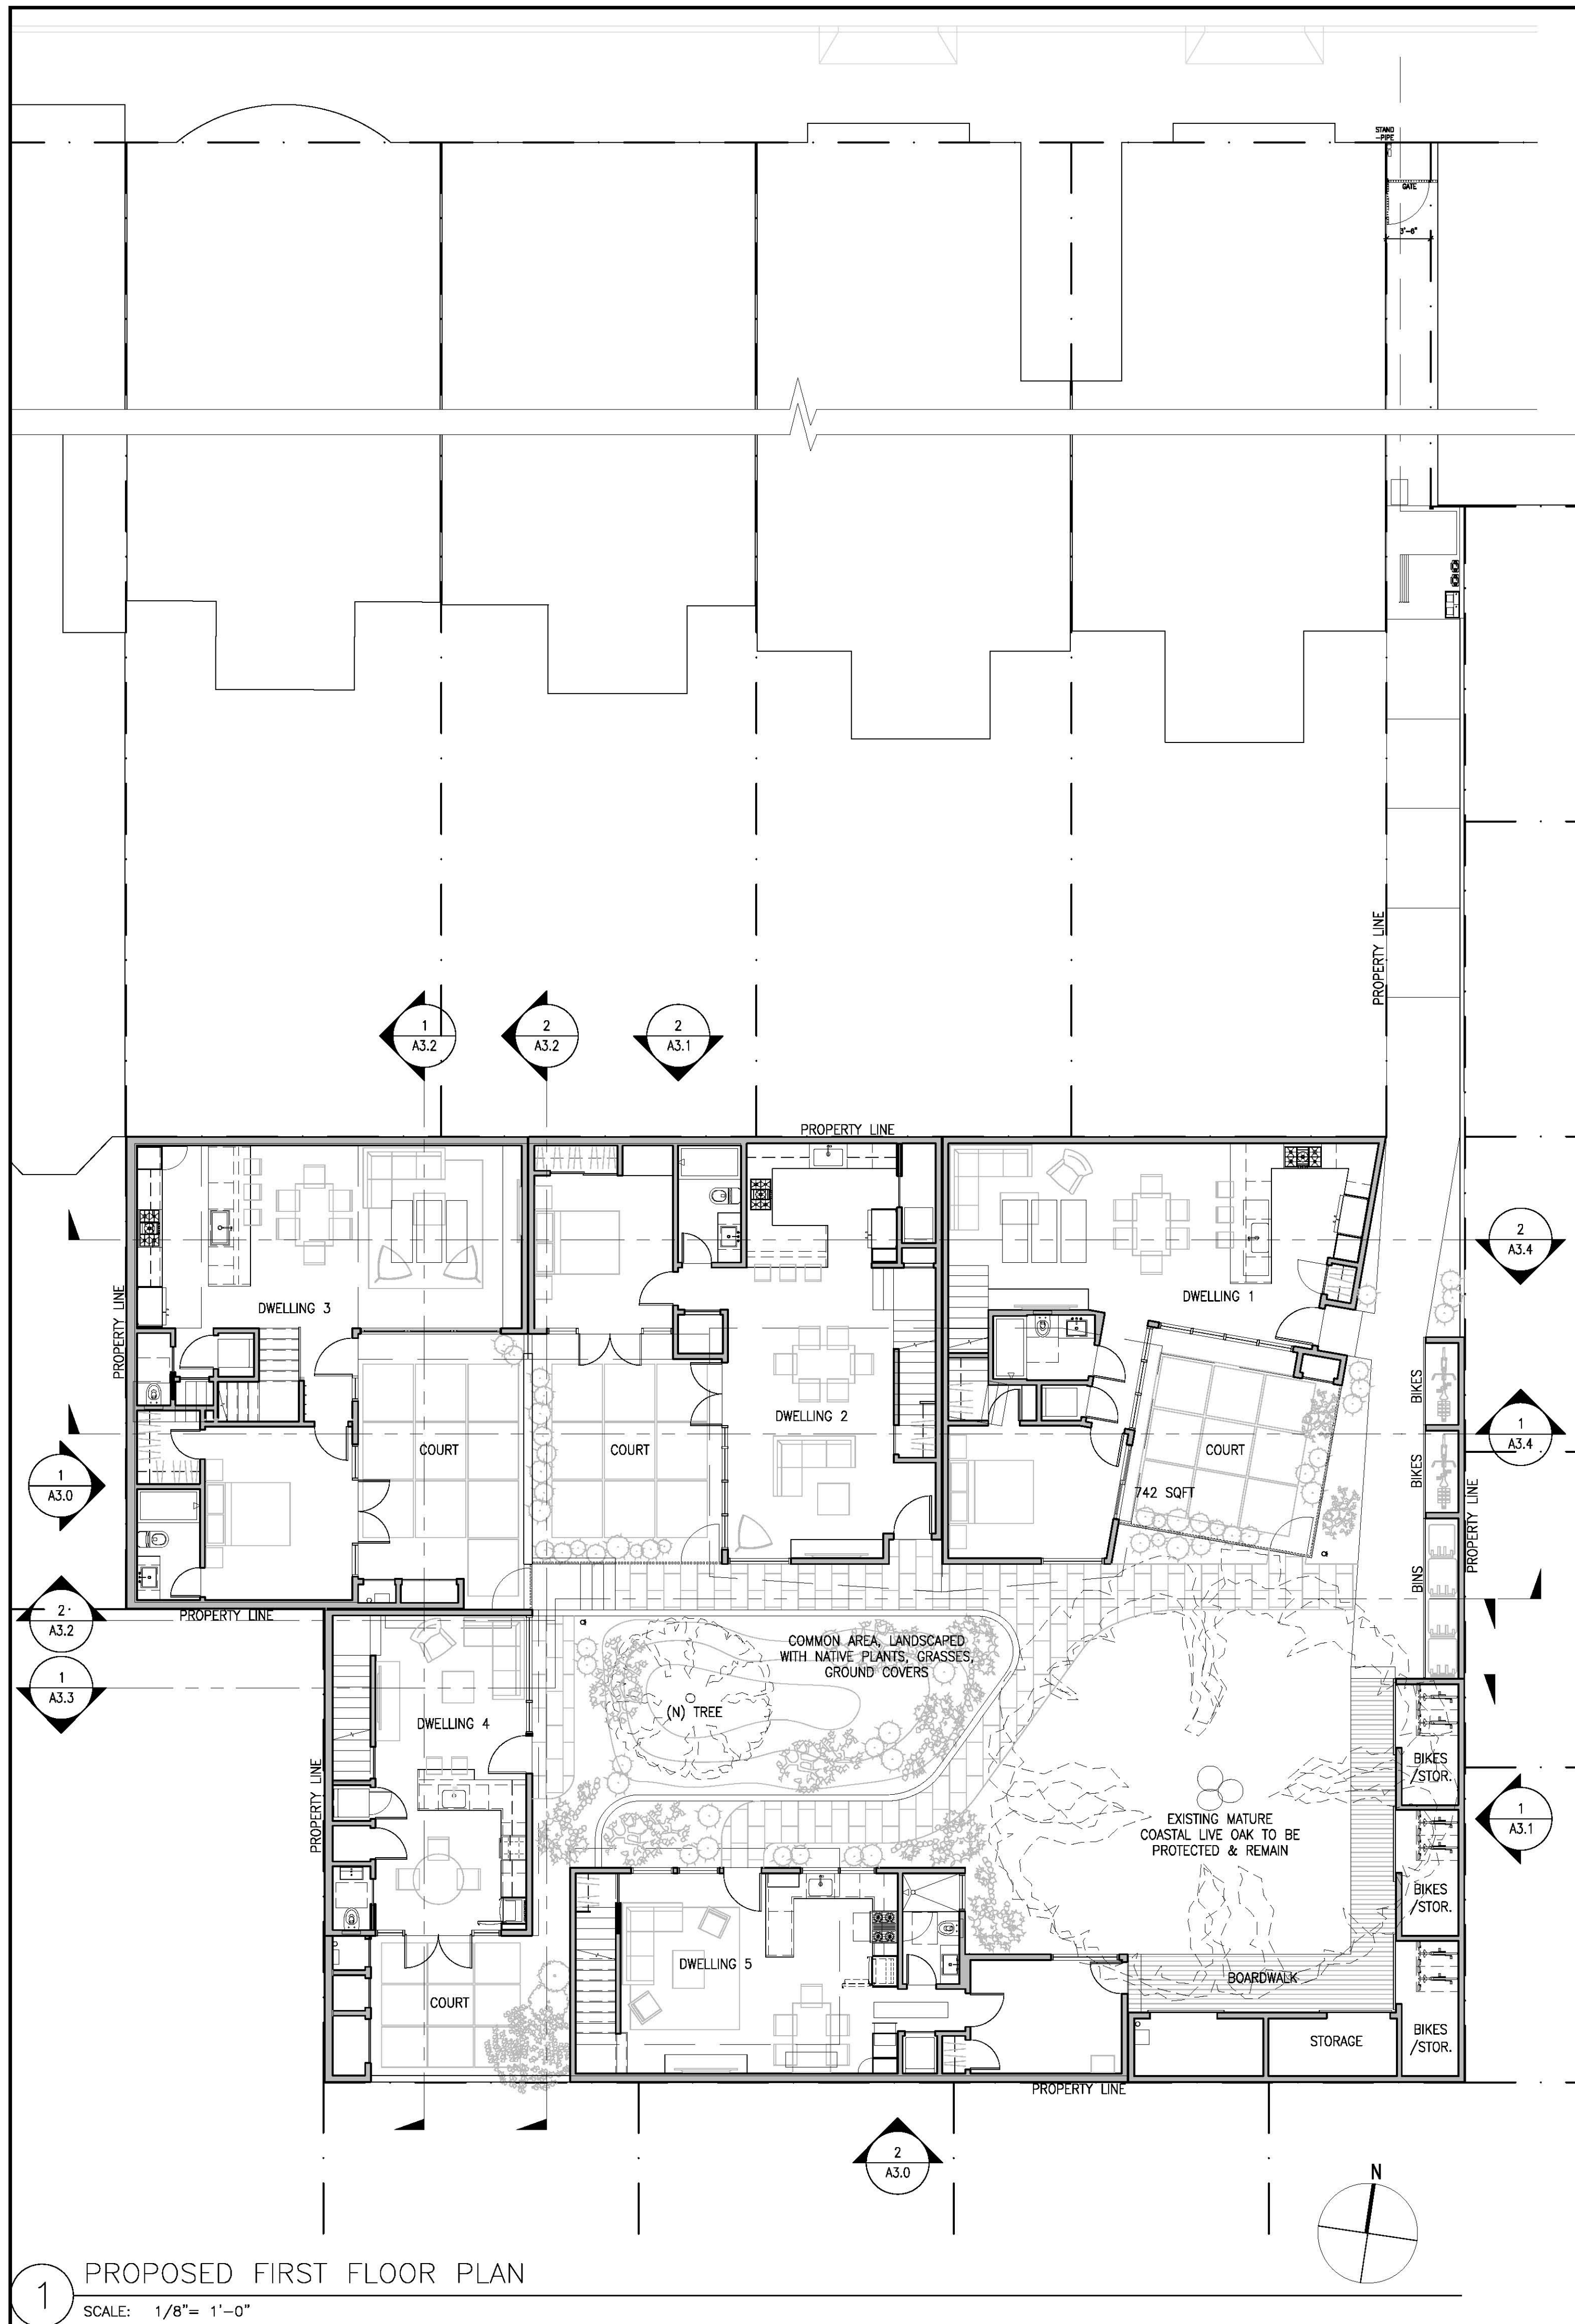 STAND
-PIPE
GATE
3'-6"
PROPERTY LINE
1
A3.2
2
A3.2
2
A3.1
PROPERTY LINE
2
A3.4
DWELLING 3
DWELLING 1
PROPERTY LINE
BIKES
DWELLING 2
COURT
COURT
COURT
1
A3.4
1
A3.0
742 SQFT
BIKES
PROPERTY LINE
BINS
2
A3.2
PROPERTY LINE
COMMON AREA, LANDSCAPED
WITH NATIVE PLANTS, GRASSES,
GROUND COVERS
1
A3.3
(N) TREE
DWELLING 4
BIKES
/STOR.
PROPERTY LINE
EXISTING MATURE
COASTAL LIVE OAK TO BE
PROTECTED & REMAIN
1
A3.1
BIKES
/STOR.
DWELLING 5
BOARDWALK
COURT
STORAGE
BIKES
/STOR.
PROPERTY LINE
2
A3.0
N
1
PROPOSED FIRST FLOOR PLAN
SCALE: 1/8"= 1'-0"